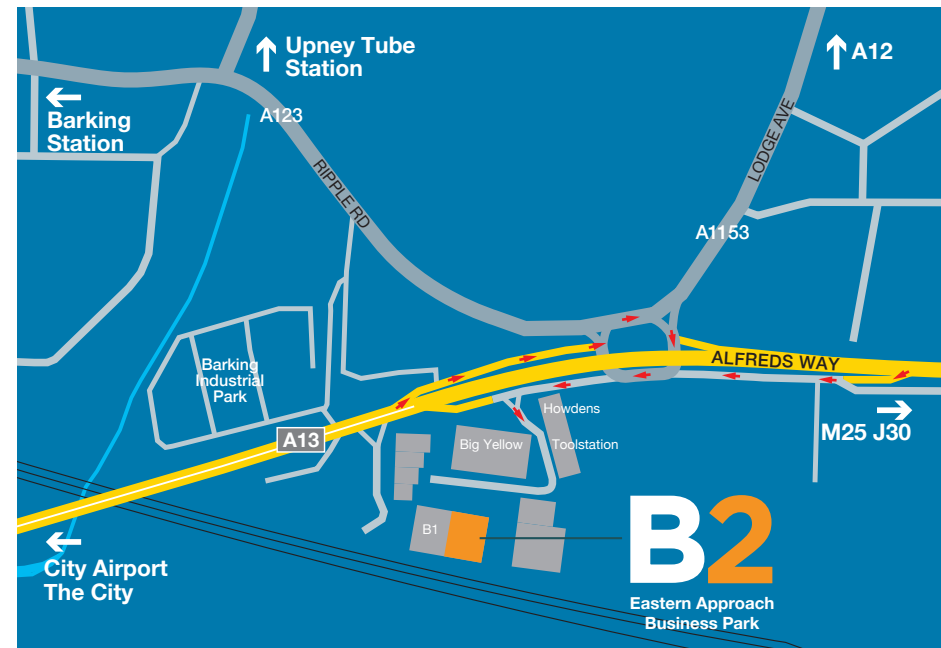 Upney Tube
Station
A12
Barking
Station
A123
RIPPLE RD
LODGE AVE
A1153
ALFREDS WAY
Barking
Industrial
Park
Howdens
A13
Big Yellow
Toolstation
M25 J30
B1
B2
City Airport
The City
Eastern Approach
Business Park